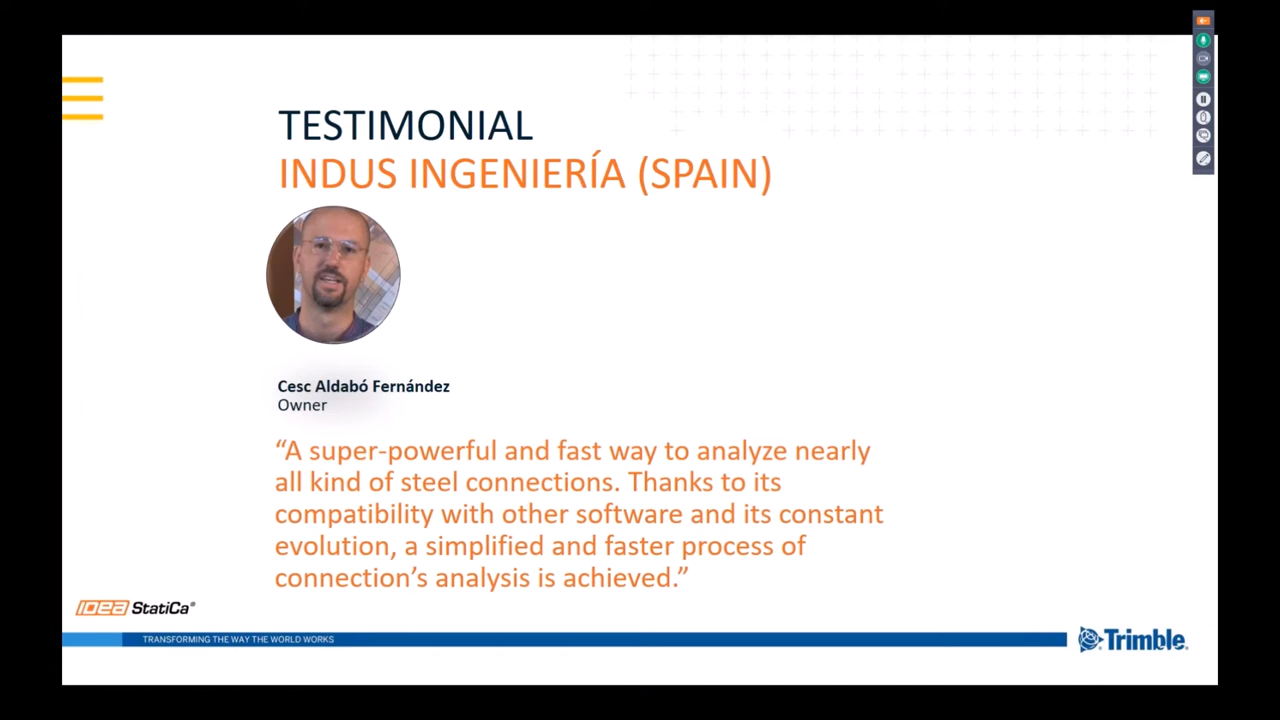 TESTIMONIAL
INDUS INGENIERÍA (SPAIN)
Cesc Aldabó Fernández
Owner
“A super-powerful and fast way to analyze nearly
all kind of steel connections. Thanks to its
compatibility with other software and its constant
evolution, a simplified and faster process of
connection’s analysis is achieved.”
IDEA StatiCa®
TRANSFORMING THE WAY THE WORLD WORKS
Trimble®